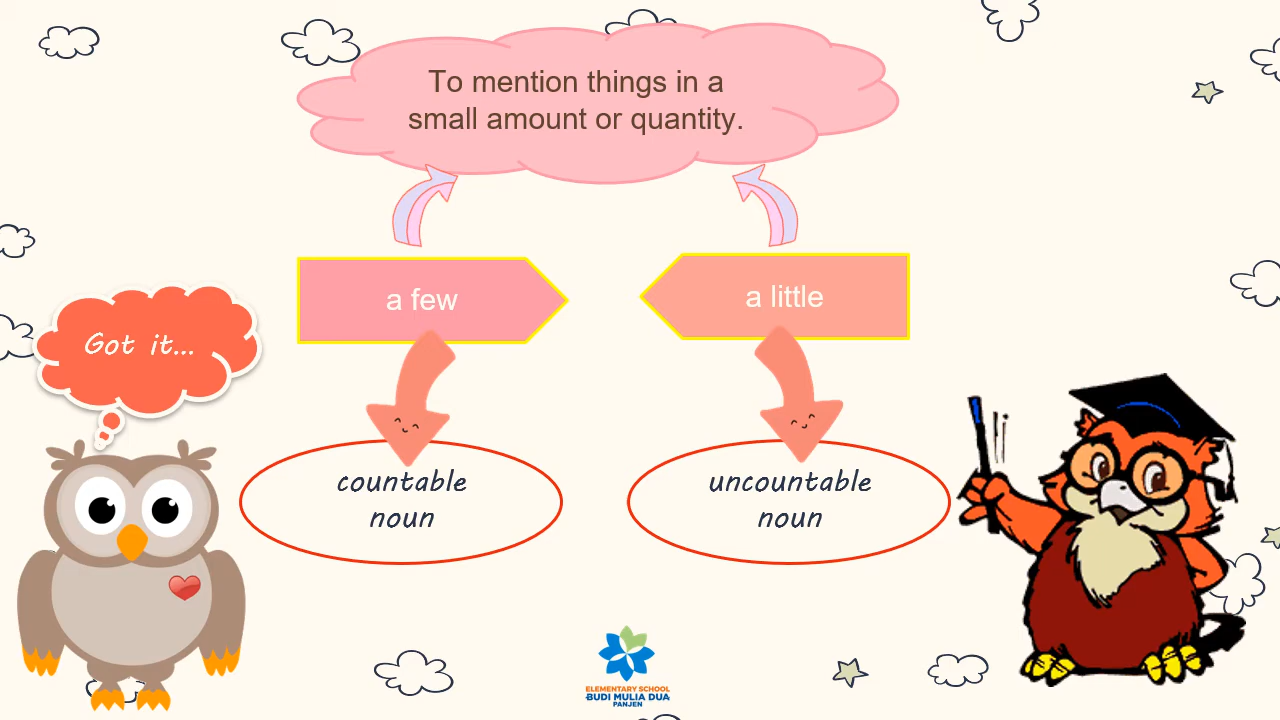 To mention things in a
small amount or quantity.
a few
a little
Got it...
countable
noun
uncountable
noun
ELEMENTARY SCHOOL
BUDI MULIA DUA
PANJEN